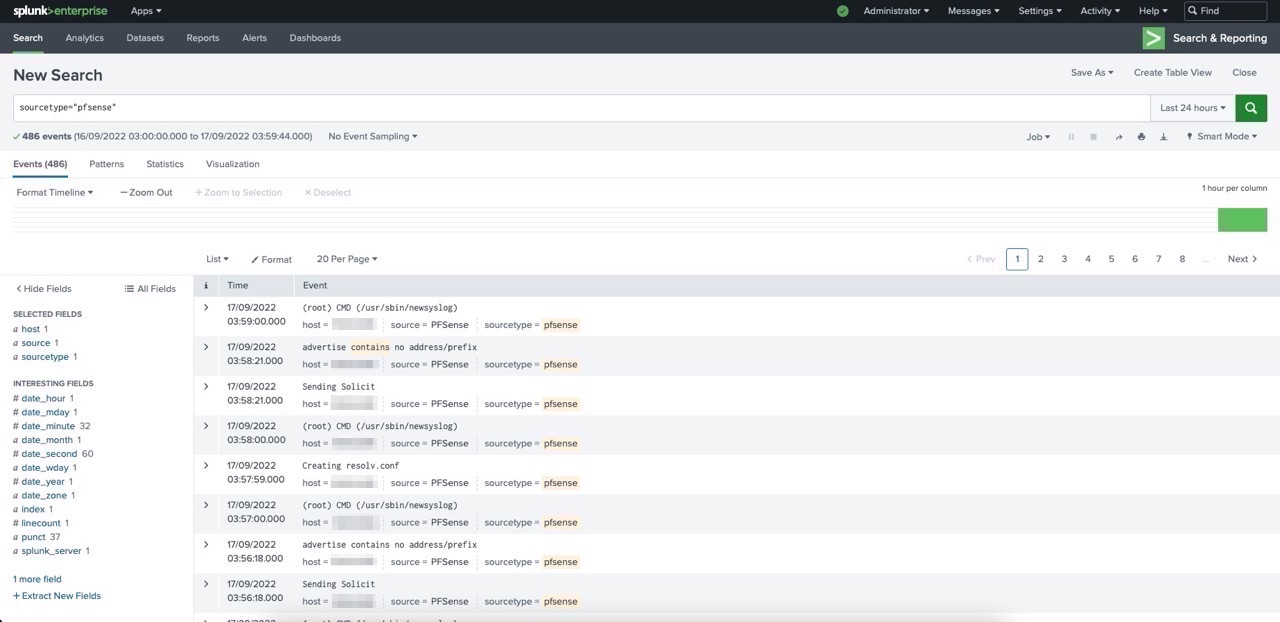 splunk>enterprise Apps Administrator Messages Settings Activity Help Find
Search Analytics Datasets Reports Alerts Dashboards > Search & Reporting
New Search Save As Create Table View Close
sourcetype="pfsense" Last 24 hours
✓ 486 events (16/09/2022 03:00:00.000 to 17/09/2022 03:59:44.000) No Event Sampling Job Smart Mode
Events (486) Patterns Statistics Visualization
Format Timeline — Zoom Out + Zoom to Selection × Deselect 1 hour per column
List Format 20 Per Page < Prev 1 2 3 4 5 6 7 8 ... Next >
< Hide Fields All Fields
SELECTED FIELDS
a host 1
a source 1
a sourcetype 1
INTERESTING FIELDS
# date_hour 1
# date_mday 1
# date_minute 32
a date_month 1
# date_second 60
a date_wday 1
# date_year 1
a date_zone 1
a index 1
# linecount 1
a punct 37
a splunk_server 1
1 more field
+ Extract New Fields
i Time Event
> 17/09/2022 (root) CMD (/usr/sbin/newsyslog)
03:59:00.000 host = source = PFSense sourcetype = pfsense
> 17/09/2022 advertise contains no address/prefix
03:58:21.000 host = source = PFSense sourcetype = pfsense
> 17/09/2022 Sending Solicit
03:58:21.000 host = source = PFSense sourcetype = pfsense
> 17/09/2022 (root) CMD (/usr/sbin/newsyslog)
03:58:00.000 host = source = PFSense sourcetype = pfsense
> 17/09/2022 Creating resolv.conf
03:57:59.000 host = source = PFSense sourcetype = pfsense
> 17/09/2022 (root) CMD (/usr/sbin/newsyslog)
03:57:00.000 host = source = PFSense sourcetype = pfsense
> 17/09/2022 advertise contains no address/prefix
03:56:18.000 host = source = PFSense sourcetype = pfsense
> 17/09/2022 Sending Solicit
03:56:18.000 host = source = PFSense sourcetype = pfsense